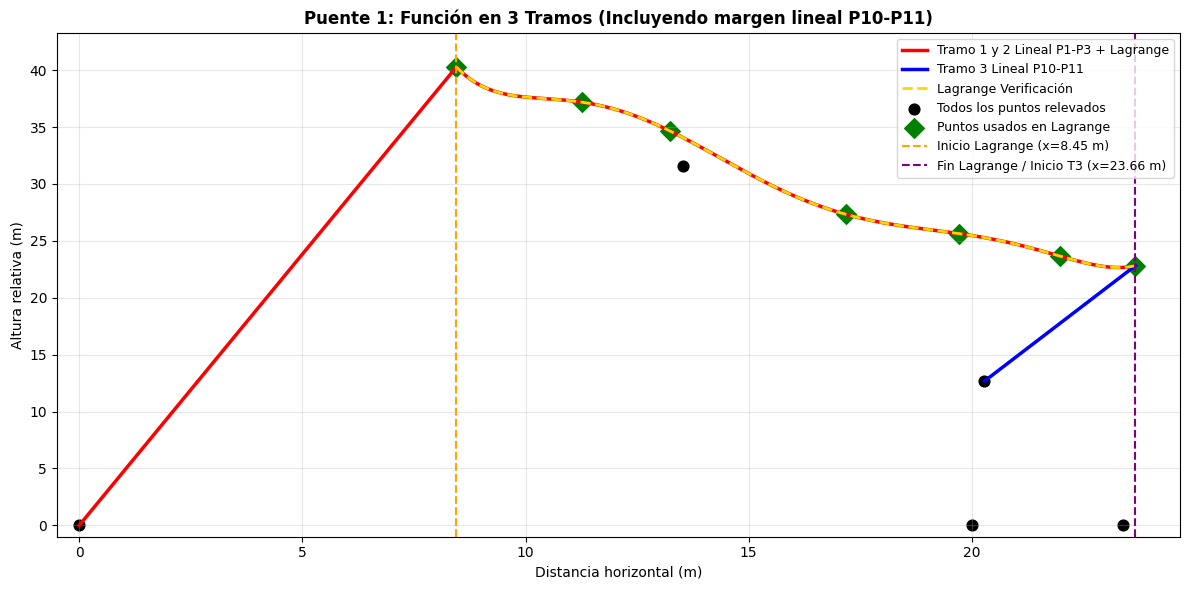 Puente 1: Función en 3 Tramos (Incluyendo margen lineal P10-P11)
Tramo 1 y 2 Lineal P1-P3 + Lagrange
Tramo 3 Lineal P10-P11
Lagrange Verificación
Todos los puntos relevados
Puntos usados en Lagrange
Inicio Lagrange (x=8.45 m)
Fin Lagrange / Inicio T3 (x=23.66 m)
Altura relativa (m)
40
35
30
25
20
15
10
5
0
0
5
10
15
20
Distancia horizontal (m)